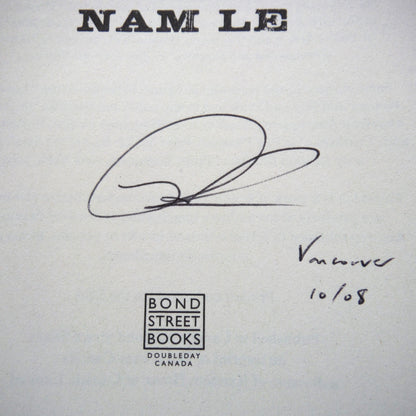 NAM LE
Vancouver
10/08
BOND
STREET
BOOKS
DOUBLEDAY
CANADA